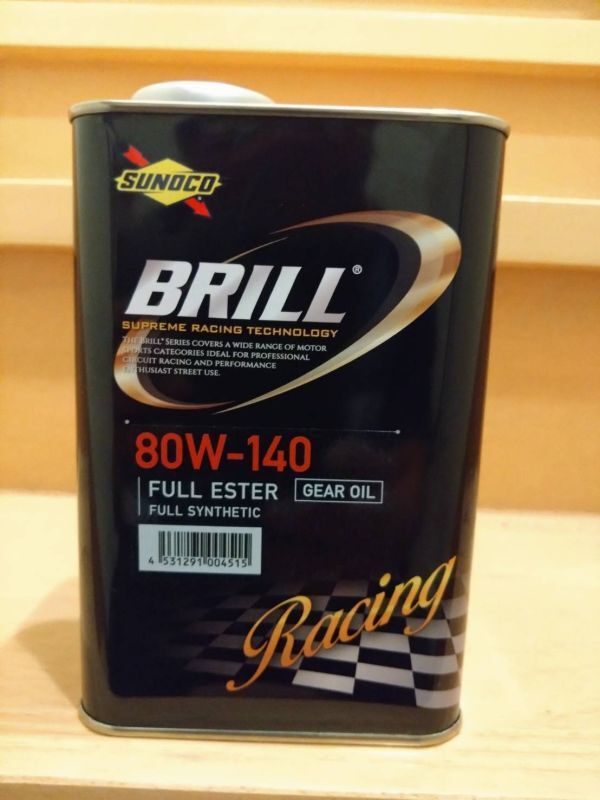 SUNOCO
BRILL®
SUPREME RACING TECHNOLOGY
THE BRILL® SERIES COVERS A WIDE RANGE OF MOTOR
SPORTS CATEGORIES IDEAL FOR PROFESSIONAL
CIRCUIT RACING AND PERFORMANCE
ENTHUSIAST STREET USE.
80W-140
FULL ESTER GEAR OIL
FULL SYNTHETIC
4 531291 004515
Racing